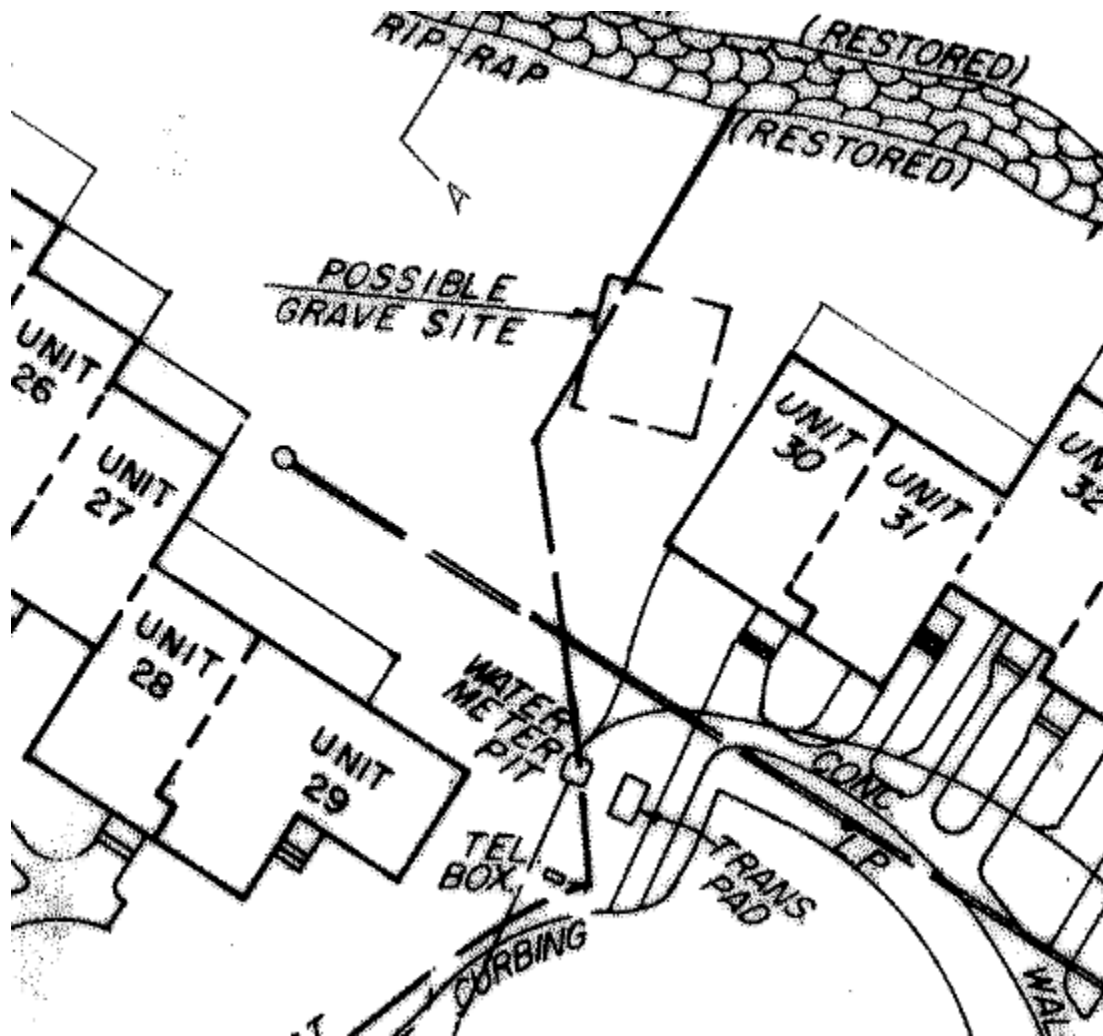 (RESTORED)
RIP-RAP
(RESTORED)
A
POSSIBLE
GRAVE SITE
UNIT
26
UNIT
27
UNIT
28
UNIT
29
UNIT
30
UNIT
31
32
WATER
METER
PIT
TEL
BOX
TRANS
PAD
CONC
I.P.
CURBING